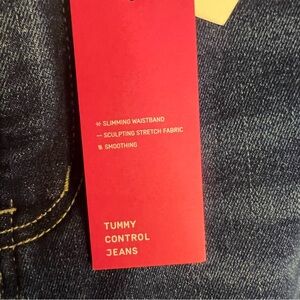 SLIMMING WAISTBAND
SCULPTING STRETCH FABRIC
SMOOTHING
TUMMY
CONTROL
JEANS